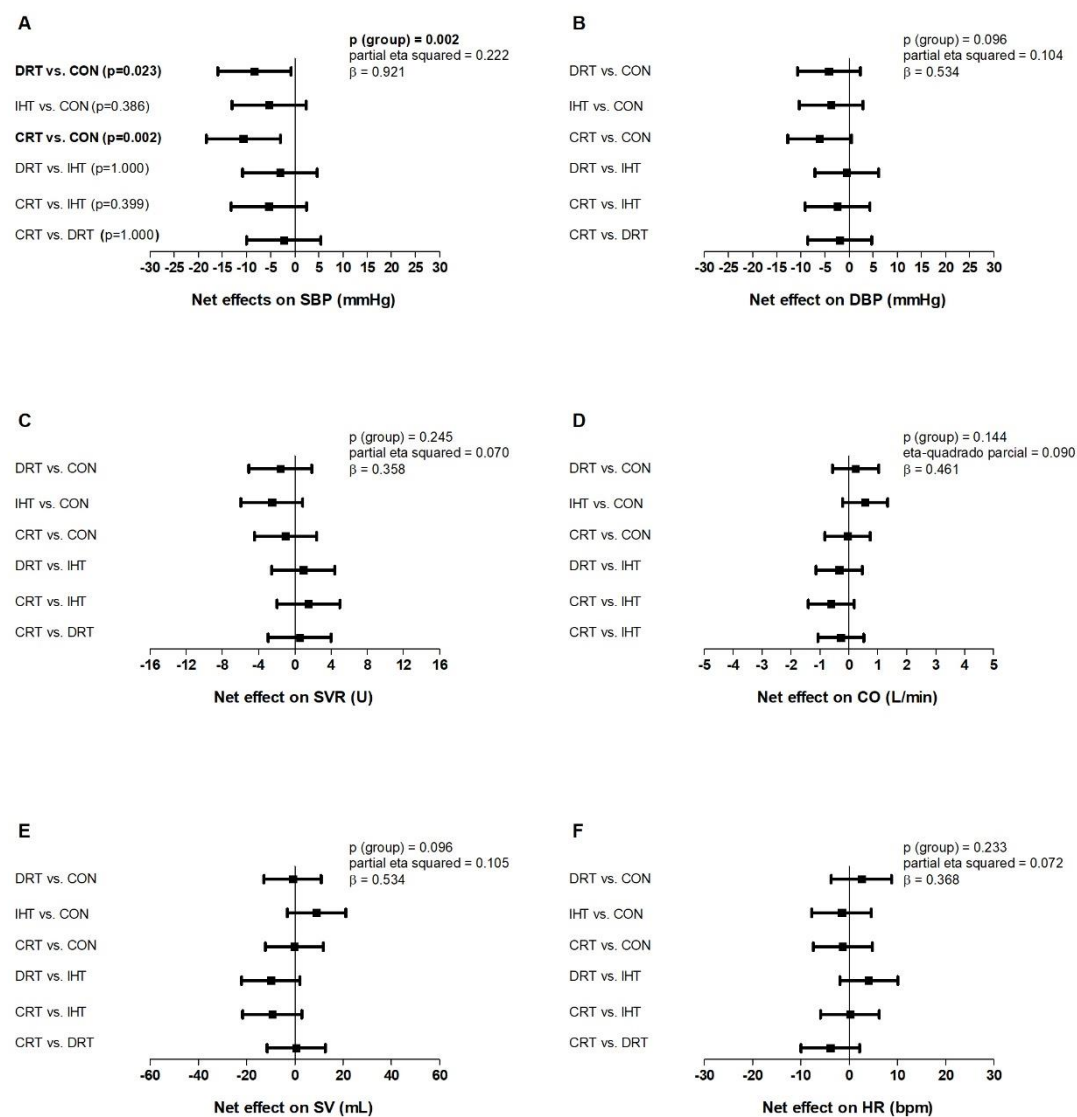 A
p (group) = 0.002
partial eta squared = 0.222
β = 0.921
DRT vs. CON (p=0.023)
IHT vs. CON (p=0.386)
CRT vs. CON (p=0.002)
DRT vs. IHT (p=1.000)
CRT vs. IHT (p=0.399)
CRT vs. DRT (p=1.000)
-30 -25 -20 -15 -10 -5 0 5 10 15 20 25 30
Net effects on SBP (mmHg)
B
p (group) = 0.096
partial eta squared = 0.104
β = 0.534
DRT vs. CON
IHT vs. CON
CRT vs. CON
DRT vs. IHT
CRT vs. IHT
CRT vs. DRT
-30 -25 -20 -15 -10 -5 0 5 10 15 20 25 30
Net effect on DBP (mmHg)
C
p (group) = 0.245
partial eta squared = 0.070
β = 0.358
DRT vs. CON
IHT vs. CON
CRT vs. CON
DRT vs. IHT
CRT vs. IHT
CRT vs. DRT
-16 -12 -8 -4 0 4 8 12 16
Net effect on SVR (U)
D
p (group) = 0.144
eta-quadrado parcial = 0.090
β = 0.461
DRT vs. CON
IHT vs. CON
CRT vs. CON
DRT vs. IHT
CRT vs. IHT
CRT vs. IHT
-5 -4 -3 -2 -1 0 1 2 3 4 5
Net effect on CO (L/min)
E
p (group) = 0.096
partial eta squared = 0.105
β = 0.534
DRT vs. CON
IHT vs. CON
CRT vs. CON
DRT vs. IHT
CRT vs. IHT
CRT vs. DRT
-60 -40 -20 0 20 40 60
Net effect on SV (mL)
F
p (group) = 0.233
partial eta squared = 0.072
β = 0.368
DRT vs. CON
IHT vs. CON
CRT vs. CON
DRT vs. IHT
CRT vs. IHT
CRT vs. DRT
-30 -20 -10 0 10 20 30
Net effect on HR (bpm)